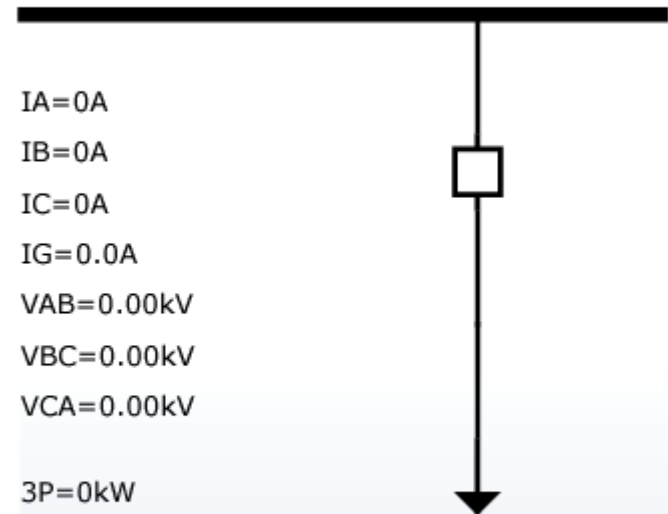 IA=0A
IB=0A
IC=0A
IG=0.0A
VAB=0.00kV
VBC=0.00kV
VCA=0.00kV
3P=0kW